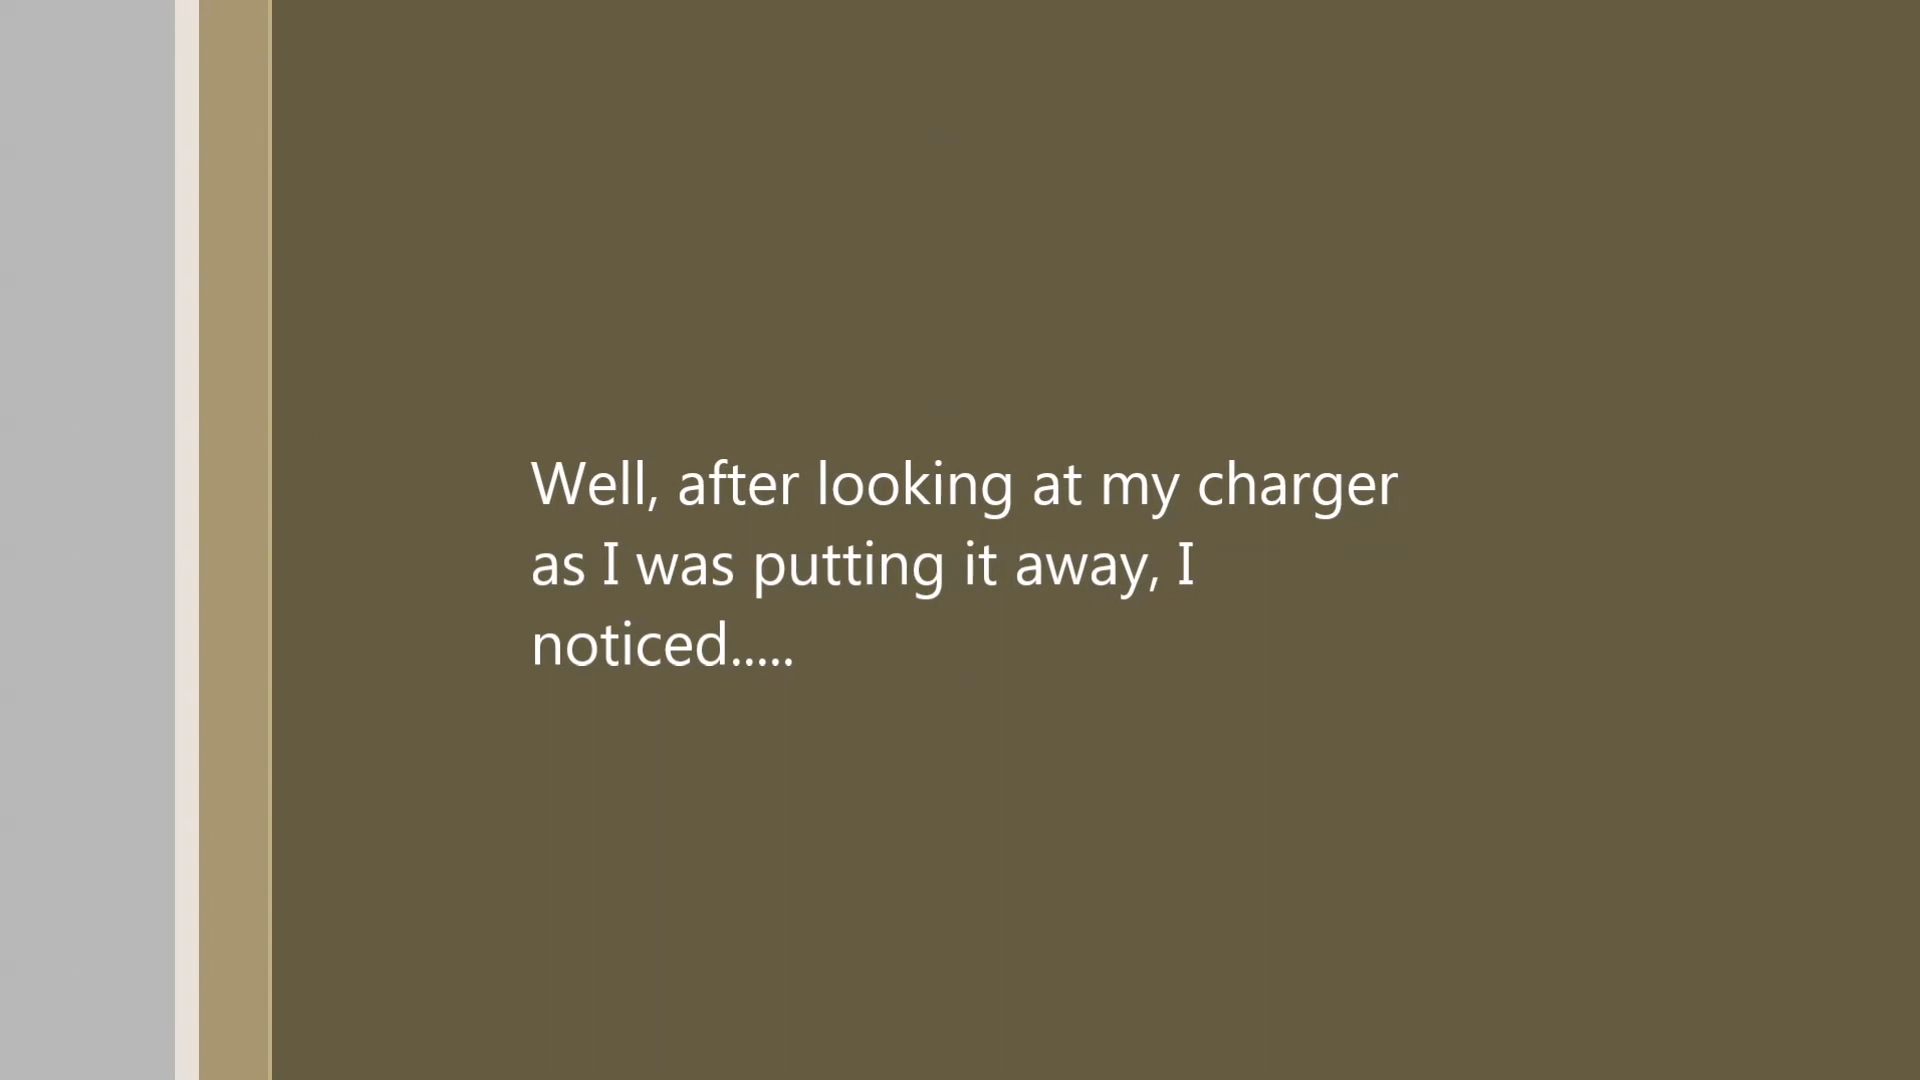 Well, after looking at my charger
as I was putting it away, I
noticed.....